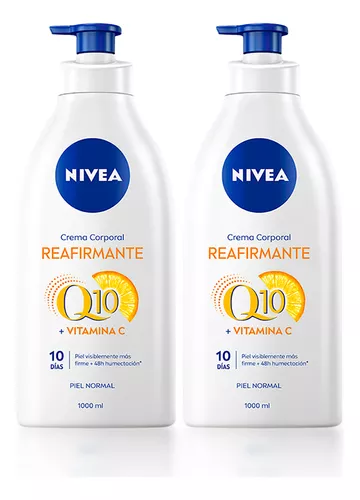 NIVEA
Crema Corporal
REAFIRMANTE
Q10
+ VITAMINA C
10
DÍAS
Piel visiblemente más
firme + 48h humectación*
PIEL NORMAL
1000 ml
NIVEA
Crema Corporal
REAFIRMANTE
Q10
+ VITAMINA C
10
DÍAS
Piel visiblemente más
firme + 48h humectación*
PIEL NORMAL
1000 ml